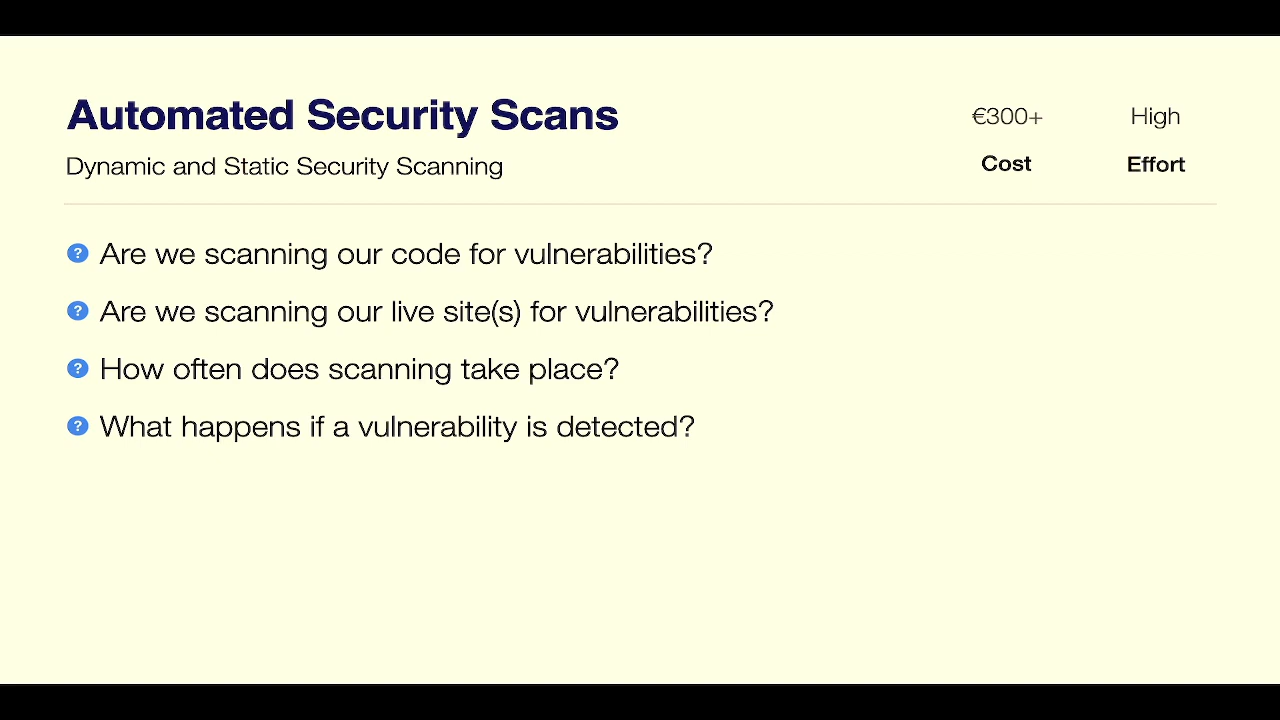 Automated Security Scans
Dynamic and Static Security Scanning
€300+
Cost
High
Effort
? Are we scanning our code for vulnerabilities?
? Are we scanning our live site(s) for vulnerabilities?
? How often does scanning take place?
? What happens if a vulnerability is detected?